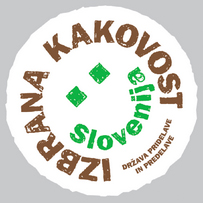 IZBRANA KAKOVOST
Slovenija
DRŽAVA PRIDELAVE
IN PREDELAVE